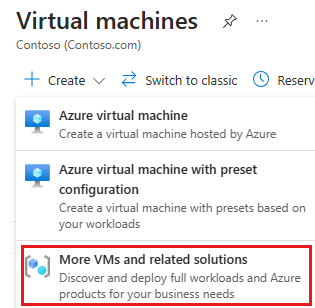 Virtual machines
Contoso (Contoso.com)
Create Switch to classic Reserv
Azure virtual machine
Create a virtual machine hosted by Azure
Azure virtual machine with preset
configuration
Create a virtual machine with presets based on
your workloads
More VMs and related solutions
Discover and deploy full workloads and Azure
products for your business needs